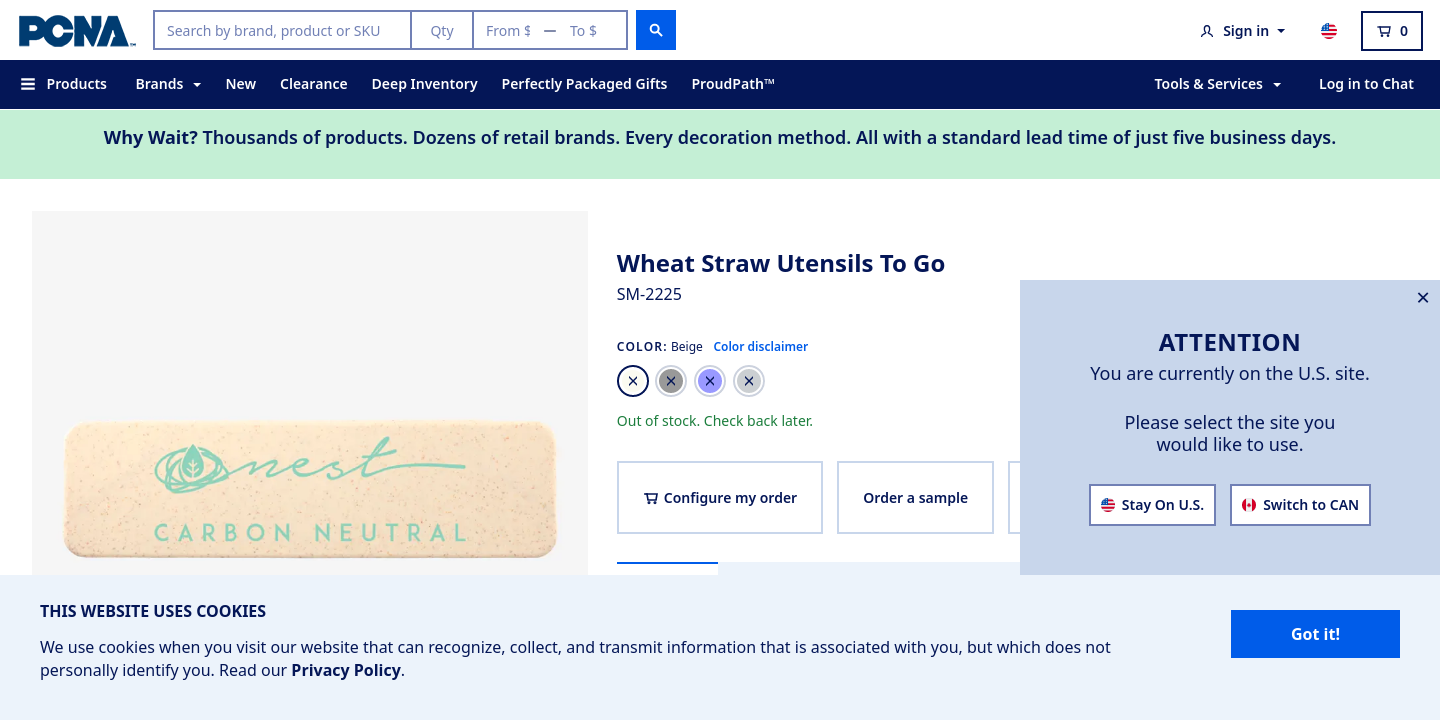 PCNA™
Search by brand, product or SKU
Qty
From $ — To $
Sign in
0
Products
Brands
New
Clearance
Deep Inventory
Perfectly Packaged Gifts
ProudPath™
Tools & Services
Log in to Chat
Why Wait? Thousands of products. Dozens of retail brands. Every decoration method. All with a standard lead time of just five business days.
onest
CARBON NEUTRAL
Wheat Straw Utensils To Go
SM-2225
COLOR: Beige Color disclaimer
Out of stock. Check back later.
Configure my order
Order a sample
ATTENTION
You are currently on the U.S. site.
Please select the site you
would like to use.
Stay On U.S.
Switch to CAN
THIS WEBSITE USES COOKIES
We use cookies when you visit our website that can recognize, collect, and transmit information that is associated with you, but which does not
personally identify you. Read our Privacy Policy.
Got it!